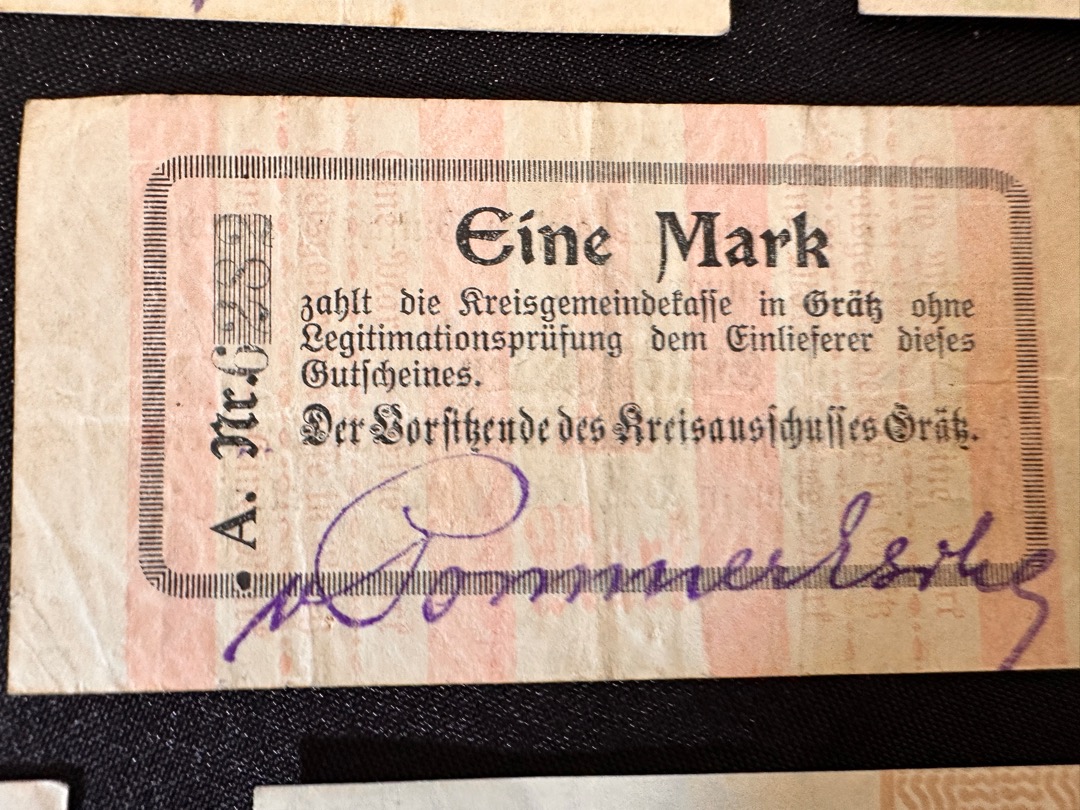 Eine Mark
zahlt die Kreisgemeindekasse in Grätz ohne
Legitimationsprüfung dem Einlieferer dieses
Gutscheines.
Der Vorsitzende des Kreisausschusses Grätz.
A. Nr.